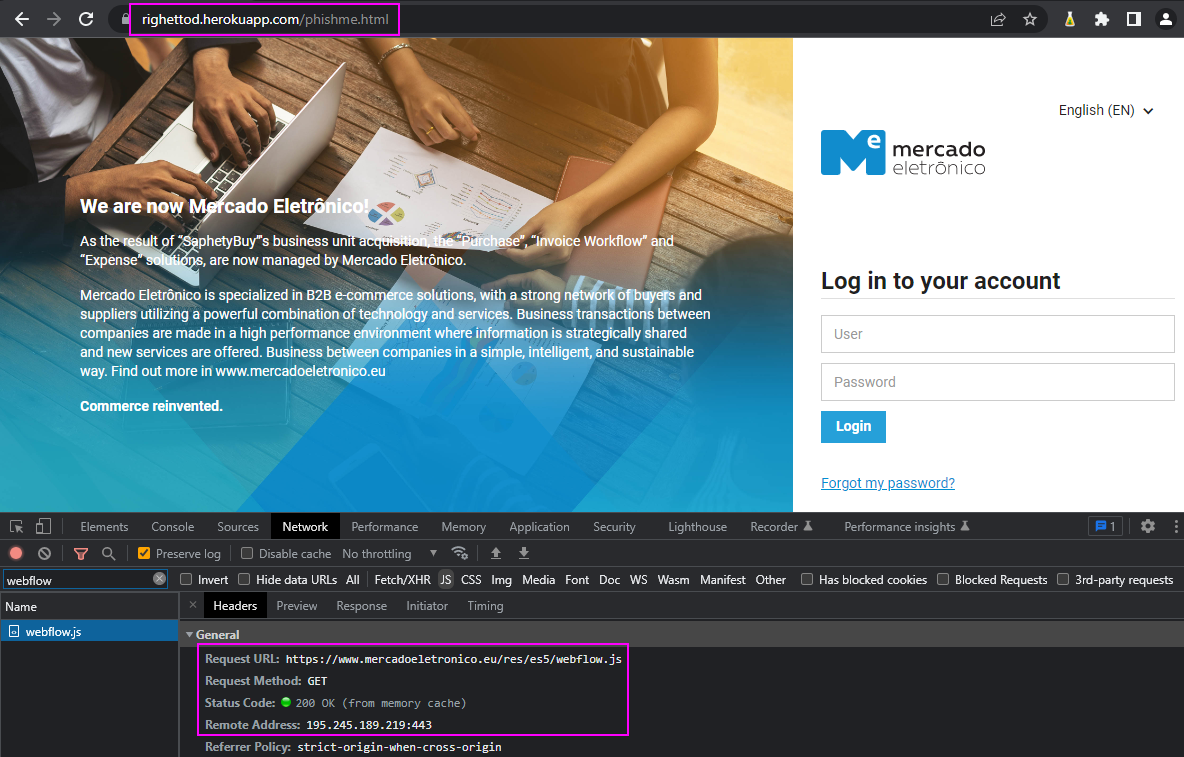 righettod.herokuapp.com/phishme.html
English (EN)
e
mercado
eletrônico
We are now Mercado Eletrônico!
As the result of “SaphetyBuy”'s business unit acquisition, the “Purchase”, “Invoice Workflow” and
“Expense” solutions, are now managed by Mercado Eletrônico.
Mercado Eletrônico is specialized in B2B e-commerce solutions, with a strong network of buyers and
suppliers utilizing a powerful combination of technology and services. Business transactions between
companies are made in a high performance environment where information is strategically shared
and new services are offered. Business between companies in a simple, intelligent, and sustainable
way. Find out more in www.mercadoeletronico.eu
Commerce reinvented.
Log in to your account
User
Password
Login
Forgot my password?
Elements Console Sources Network Performance Memory Application Security Lighthouse Recorder Performance insights 1
Preserve log Disable cache No throttling
webflow Invert Hide data URLs All Fetch/XHR JS CSS Img Media Font Doc WS Wasm Manifest Other Has blocked cookies Blocked Requests 3rd-party requests
Name × Headers Preview Response Initiator Timing
webflow.js
General
Request URL: https://www.mercadoeletronico.eu/res/es5/webflow.js
Request Method: GET
Status Code: 200 OK (from memory cache)
Remote Address: 195.245.189.219:443
Referrer Policy: strict-origin-when-cross-origin